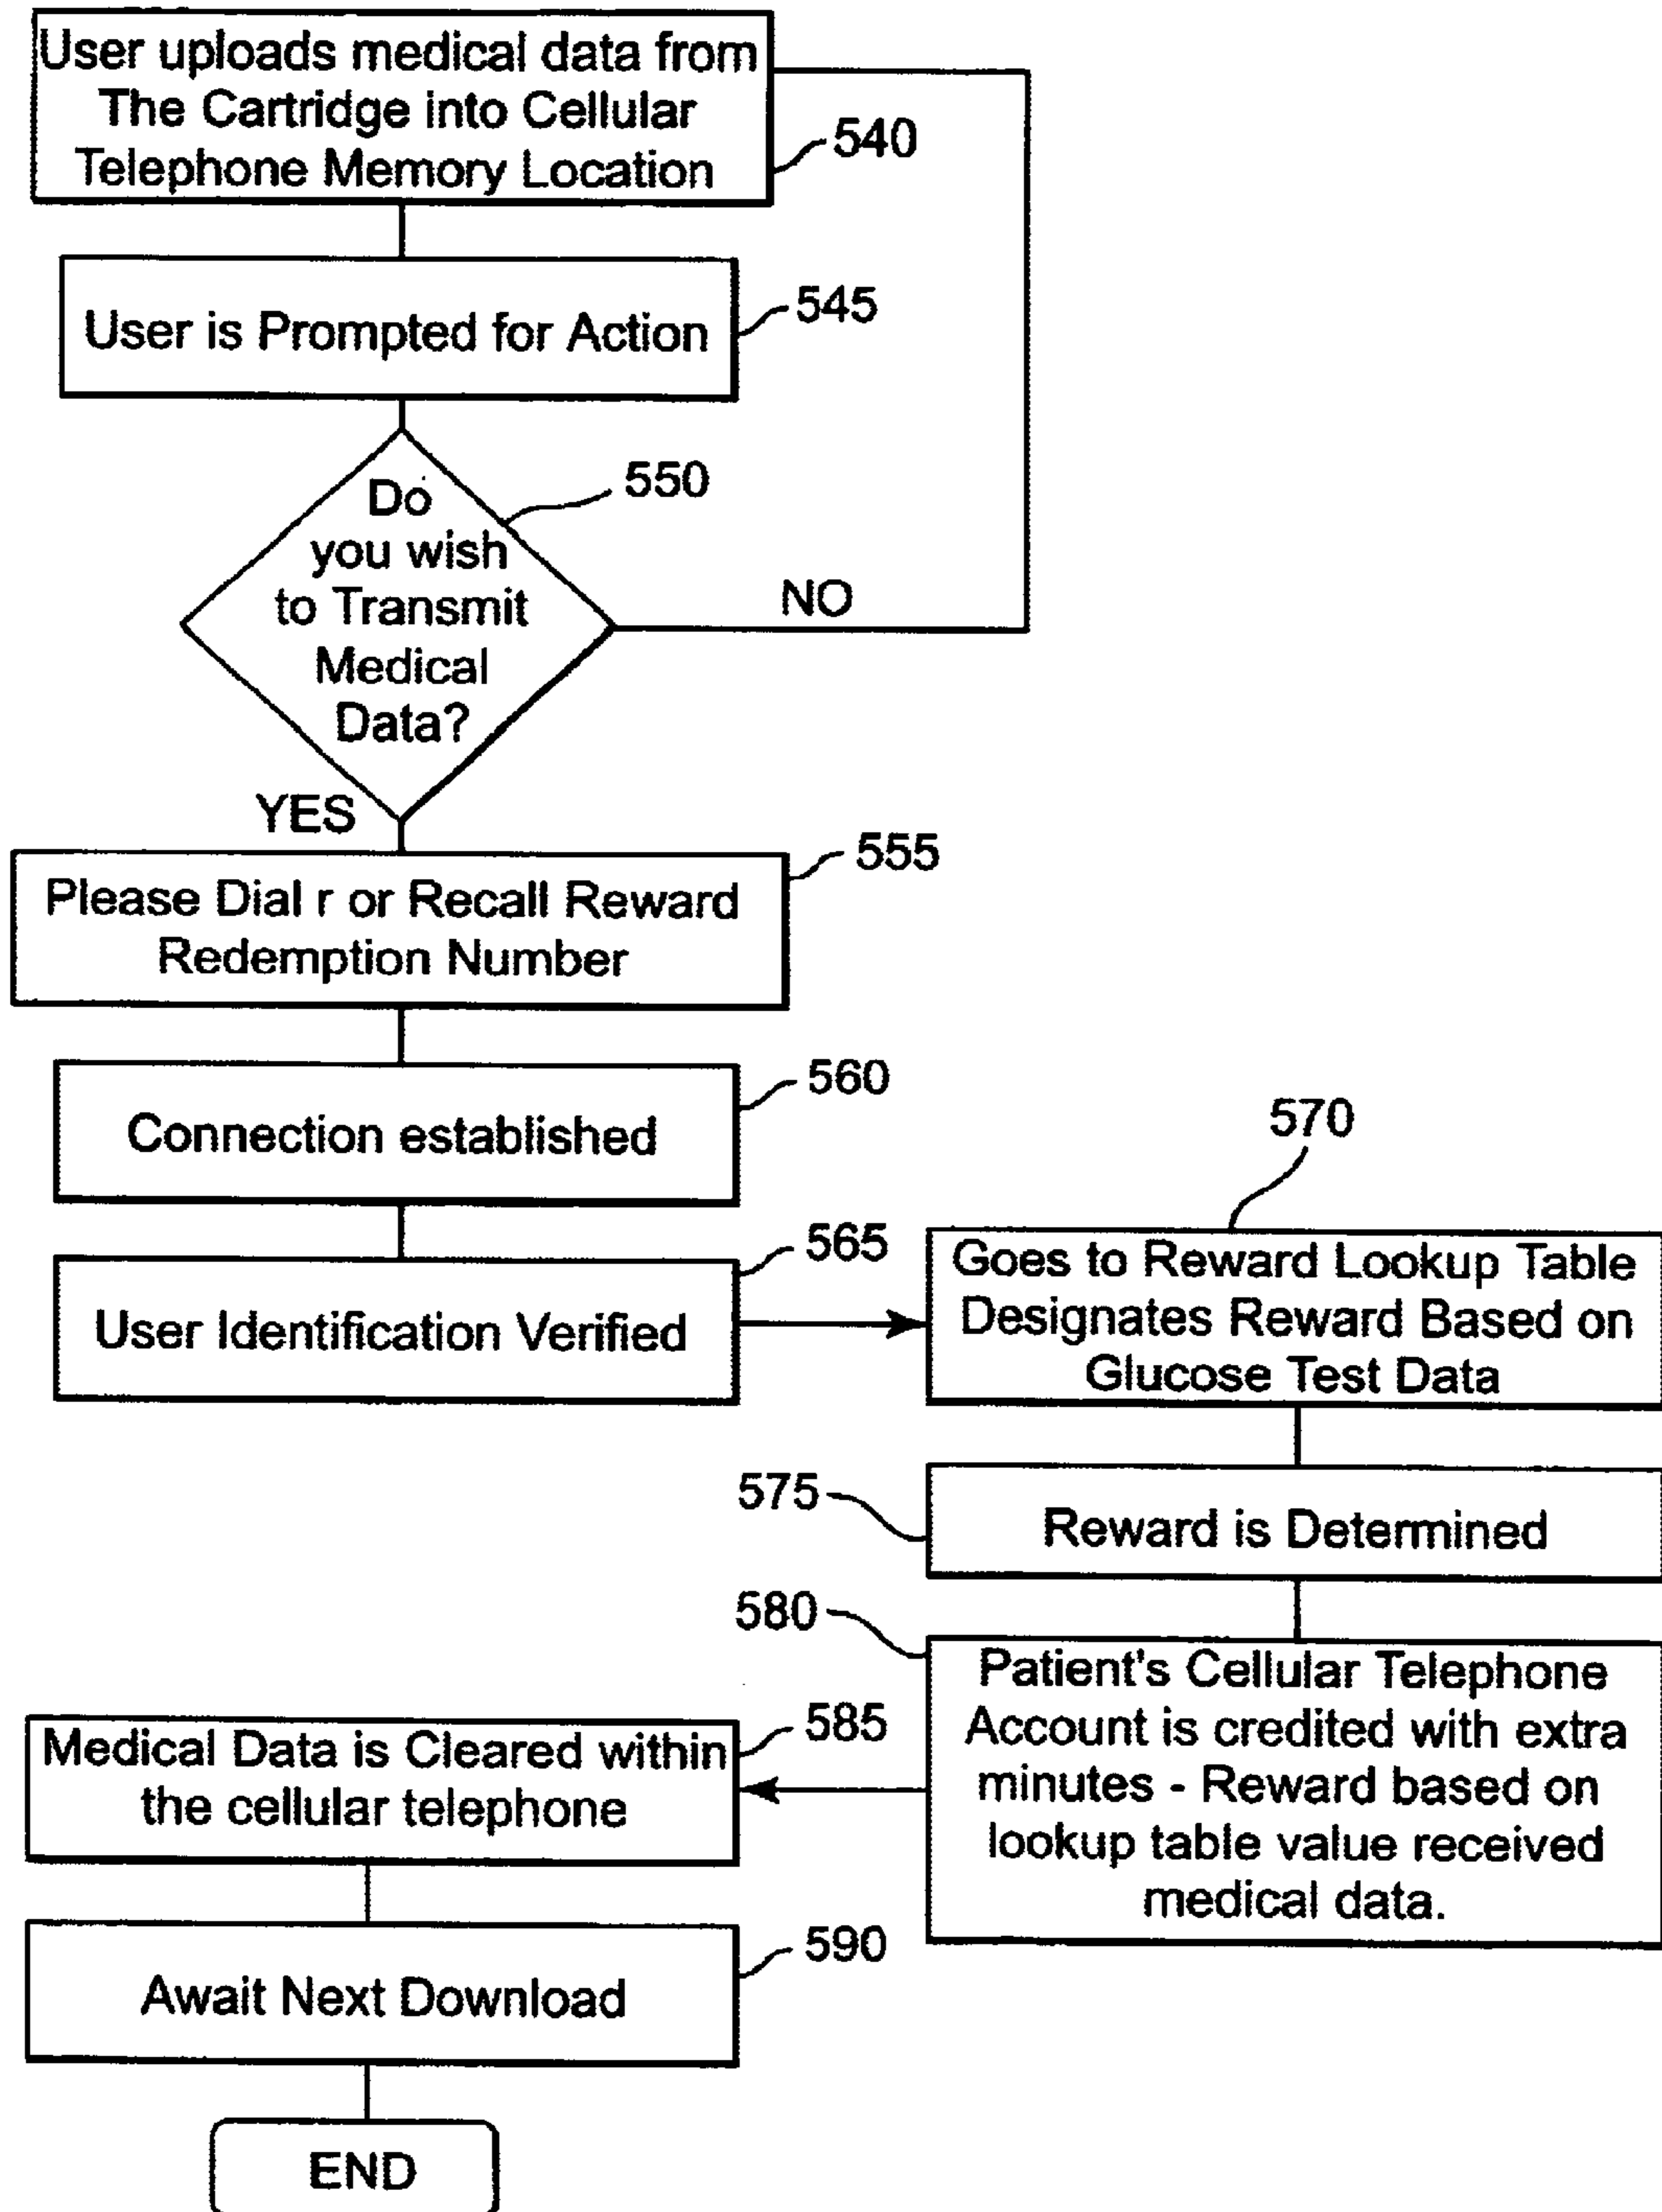 User uploads medical data from
The Cartridge into Cellular
Telephone Memory Location
540
User is Prompted for Action
545
Do
you wish
to Transmit
Medical
Data?
550
NO
YES
Please Dial r or Recall Reward
Redemption Number
555
Connection established
560
User Identification Verified
565
570
Goes to Reward Lookup Table
Designates Reward Based on
Glucose Test Data
575
Reward is Determined
580
Patient's Cellular Telephone
Account is credited with extra
minutes - Reward based on
lookup table value received
medical data.
Medical Data is Cleared within
the cellular telephone
585
Await Next Download
590
END